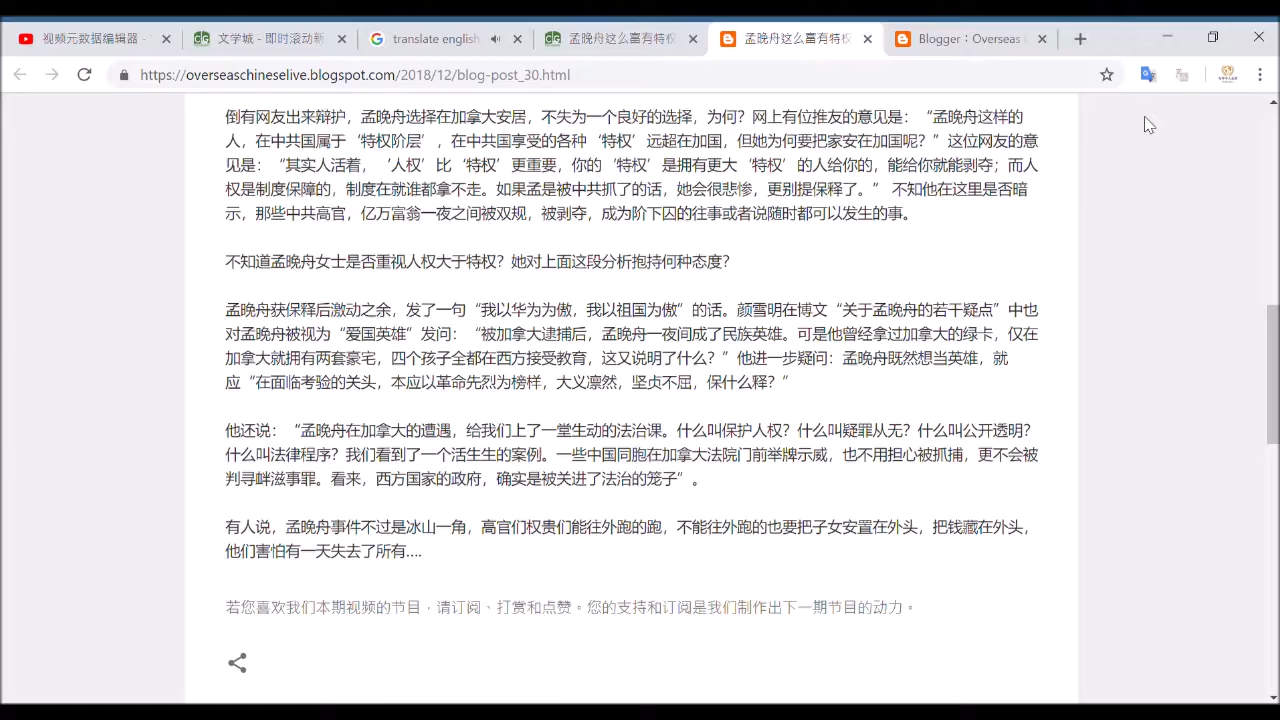 视频元数据编辑器 -
文学城 - 即时滚动新
translate english
孟晚舟这么富有特权
孟晚舟这么富有特权
Blogger：Overseas
https://overseaschineselive.blogspot.com/2018/12/blog-post_30.html
倒有网友出来辩护，孟晚舟选择在加拿大安居，不失为一个良好的选择，为何？网上有位推友的意见是：“孟晚舟这样的
人，在中共国属于‘特权阶层’，在中共国享受的各种‘特权’远超在加国，但她为何要把家安在加国呢？”这位网友的意
见是：“其实人活着，‘人权’比‘特权’更重要，你的‘特权’是拥有更大‘特权’的人给你的，能给你就能剥夺；而人
权是制度保障的，制度在就谁都拿不走。如果孟是被中共抓了的话，她会很悲惨，更别提保释了。” 不知他在这里是否暗
示，那些中共高官，亿万富翁一夜之间被双规，被剥夺，成为阶下囚的往事或者说随时都可以发生的事。
不知道孟晚舟女士是否重视人权大于特权？她对上面这段分析抱持何种态度？
孟晚舟获保释后激动之余，发了一句“我以华为为傲，我以祖国为傲”的话。颜雪明在博文“关于孟晚舟的若干疑点”中也
对孟晚舟被视为“爱国英雄”发问：“被加拿大逮捕后，孟晚舟一夜间成了民族英雄。可是他曾经拿过加拿大的绿卡，仅在
加拿大就拥有两套豪宅，四个孩子全都在西方接受教育，这又说明了什么？”他进一步疑问：孟晚舟既然想当英雄，就
应“在面临考验的关头，本应以革命先烈为榜样，大义凛然，坚贞不屈，保什么释？”
他还说：“孟晚舟在加拿大的遭遇，给我们上了一堂生动的法治课。什么叫保护人权？什么叫疑罪从无？什么叫公开透明？
什么叫法律程序？我们看到了一个活生生的案例。一些中国同胞在加拿大法院门前举牌示威，也不用担心被抓捕，更不会被
判寻衅滋事罪。看来，西方国家的政府，确实是被关进了法治的笼子”。
有人说，孟晚舟事件不过是冰山一角，高官们权贵们能往外跑的跑，不能往外跑的也要把子女安置在外头，把钱藏在外头，
他们害怕有一天失去了所有....
若您喜欢我们本期视频的节目，请订阅、打赏和点赞。您的支持和订阅是我们制作出下一期节目的动力。